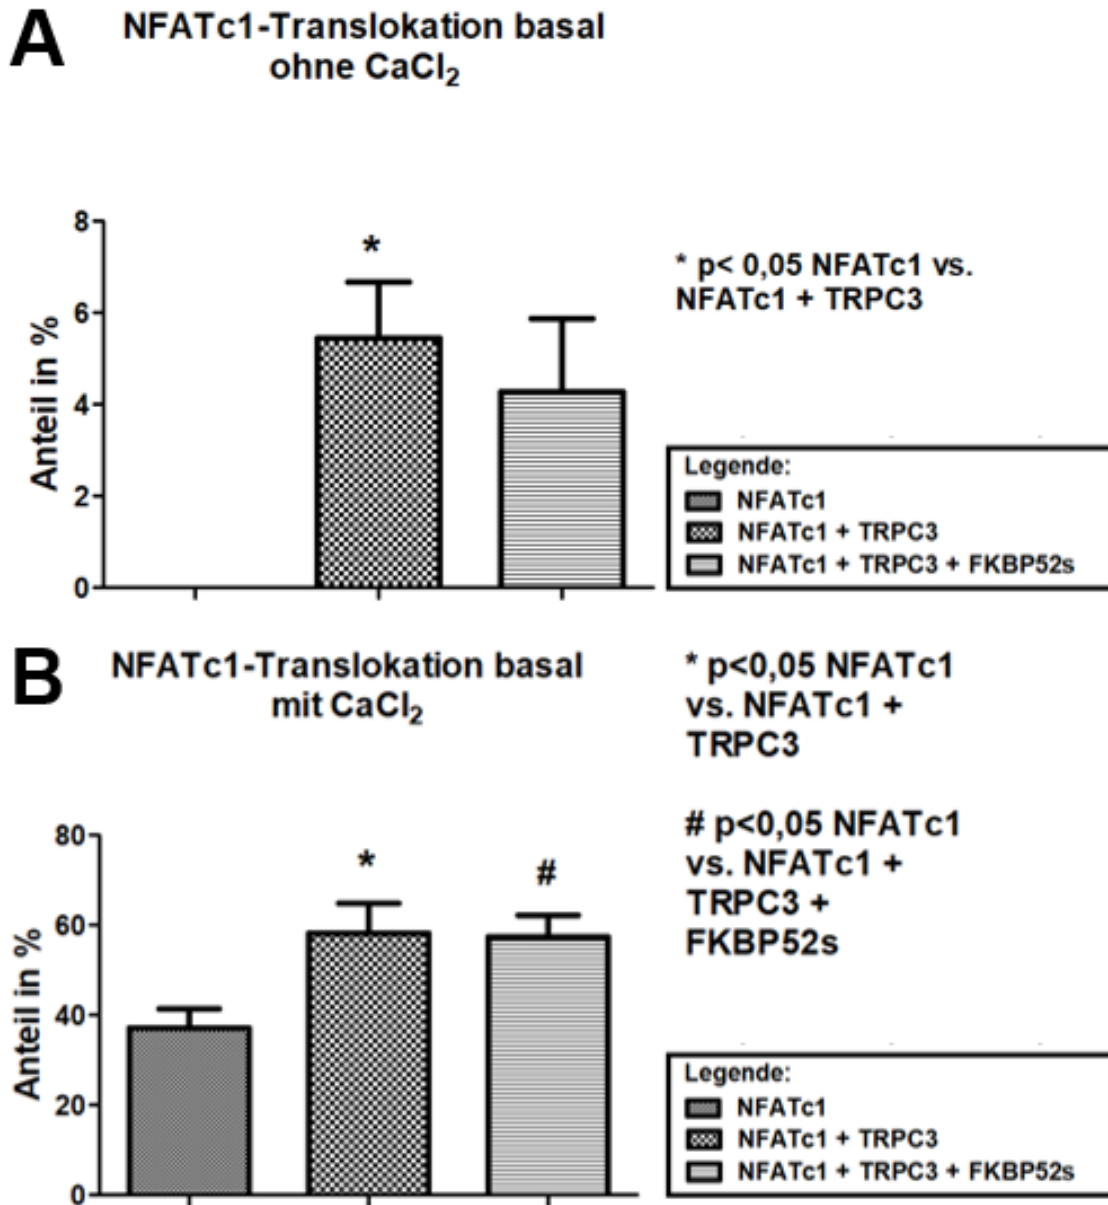 A
NFATc1-Translokation basal
ohne CaCl₂
8
6
4
2
0
Anteil in %
*
* p< 0,05 NFATc1 vs.
NFATc1 + TRPC3
Legende:
NFATc1
NFATc1 + TRPC3
NFATc1 + TRPC3 + FKBP52s
B
NFATc1-Translokation basal
mit CaCl₂
80
60
40
20
0
Anteil in %
*
#
* p<0,05 NFATc1
vs. NFATc1 +
TRPC3
# p<0,05 NFATc1
vs. NFATc1 +
TRPC3 +
FKBP52s
Legende:
NFATc1
NFATc1 + TRPC3
NFATc1 + TRPC3 + FKBP52s